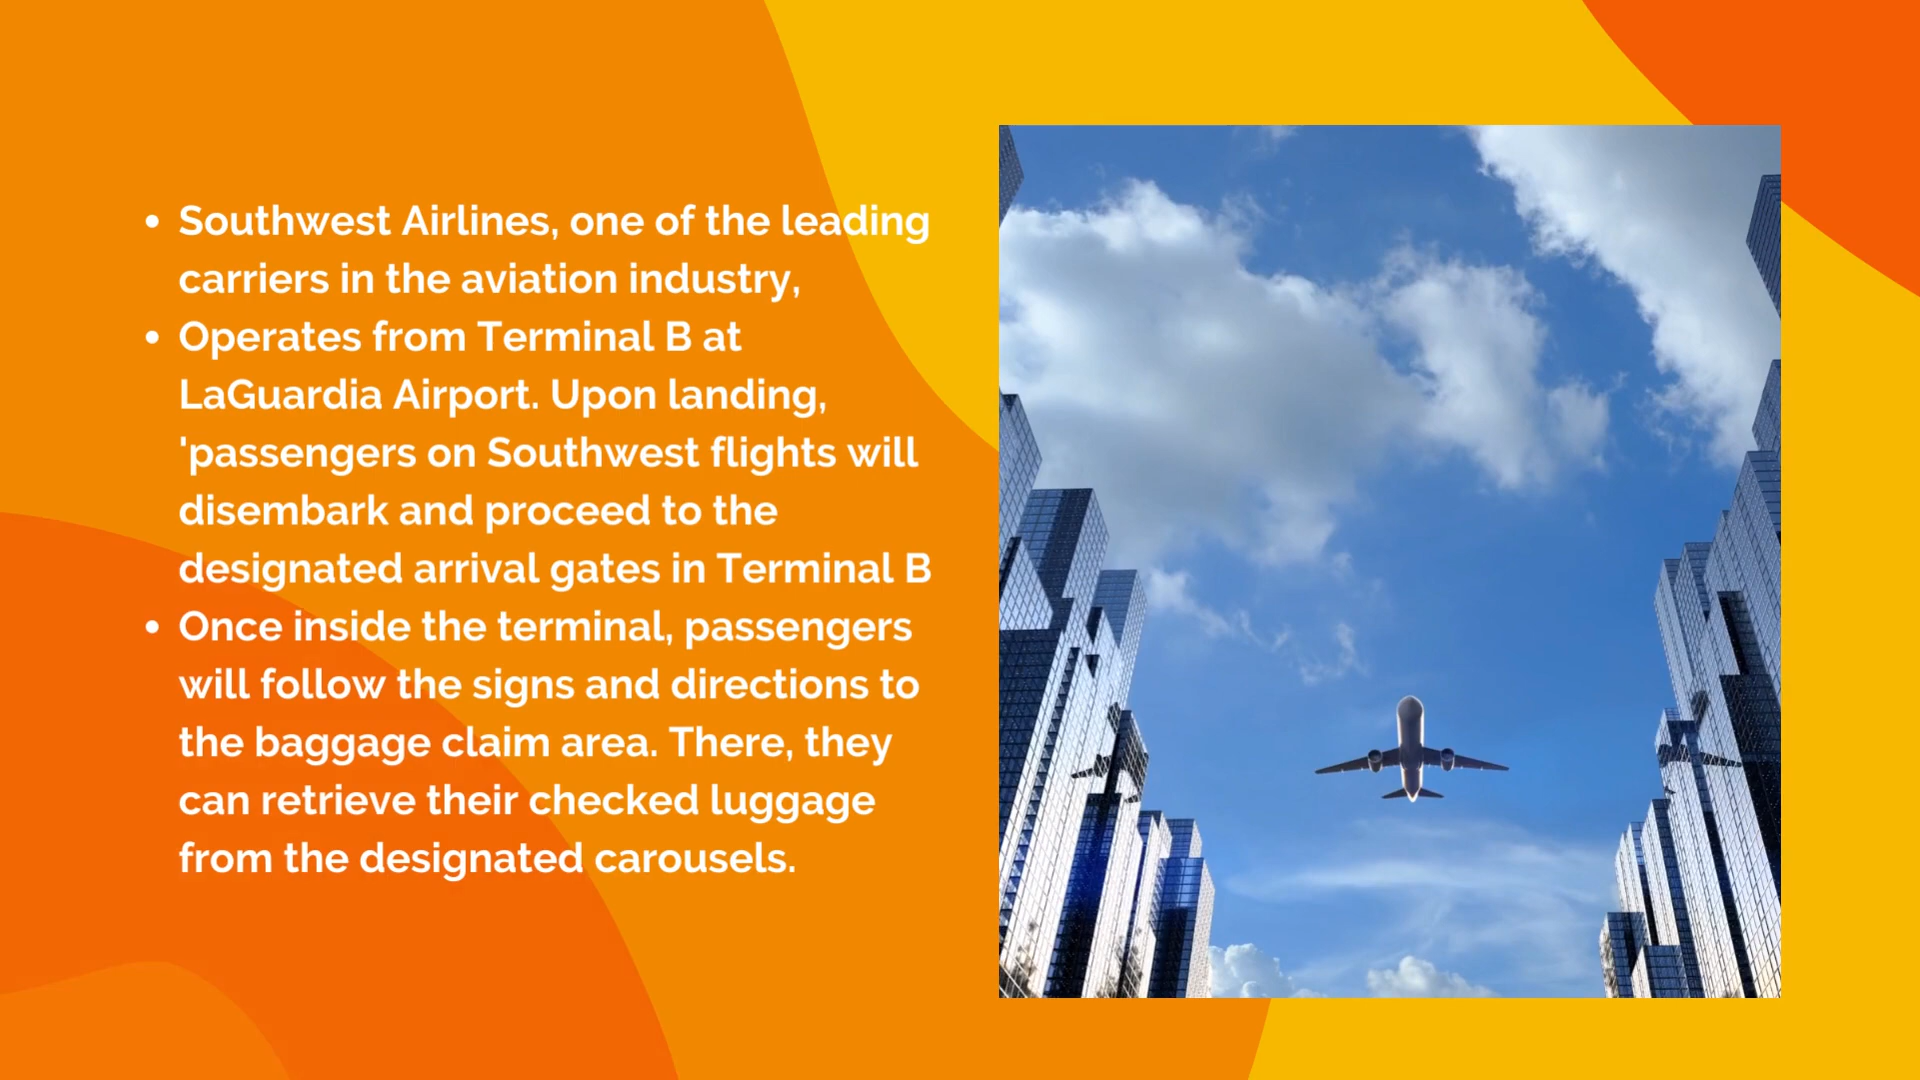 • Southwest Airlines, one of the leading
carriers in the aviation industry,
• Operates from Terminal B at
LaGuardia Airport. Upon landing,
'passengers on Southwest flights will
disembark and proceed to the
designated arrival gates in Terminal B
• Once inside the terminal, passengers
will follow the signs and directions to
the baggage claim area. There, they
can retrieve their checked luggage
from the designated carousels.